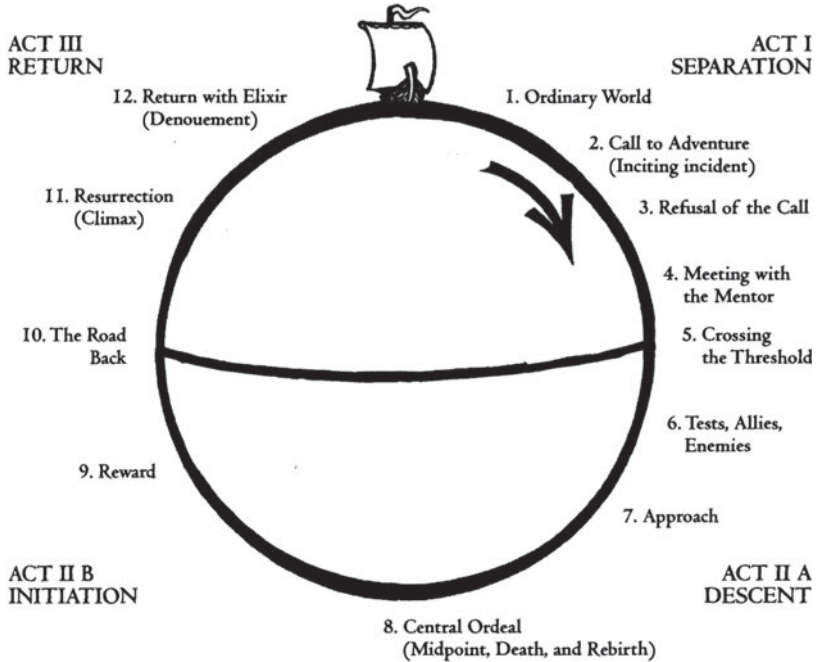 ACT III
RETURN
ACT I
SEPARATION
12. Return with Elixir
(Denouement)
1. Ordinary World
2. Call to Adventure
(Inciting incident)
11. Resurrection
(Climax)
3. Refusal of the Call
4. Meeting with
the Mentor
10. The Road
Back
5. Crossing
the Threshold
6. Tests, Allies,
Enemies
9. Reward
7. Approach
ACT II B
INITIATION
ACT II A
DESCENT
8. Central Ordeal
(Midpoint, Death, and Rebirth)